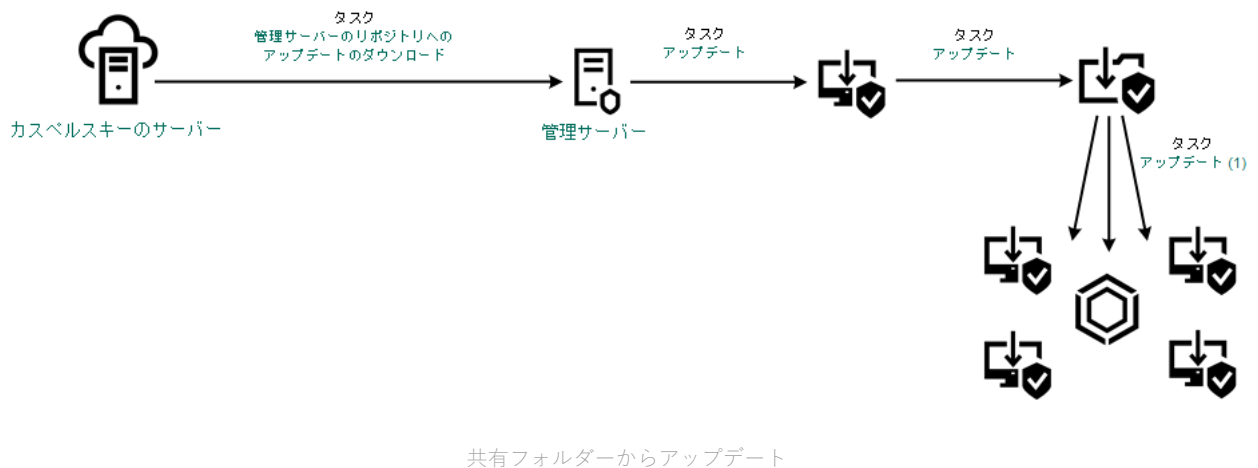 タスク
管理サーバーのリポジトリへの
アップデートのダウンロード
タスク
アップデート
タスク
アップデート
カスペルスキーのサーバー
管理サーバー
タスク
アップデート (1)
共有フォルダーからアップデート